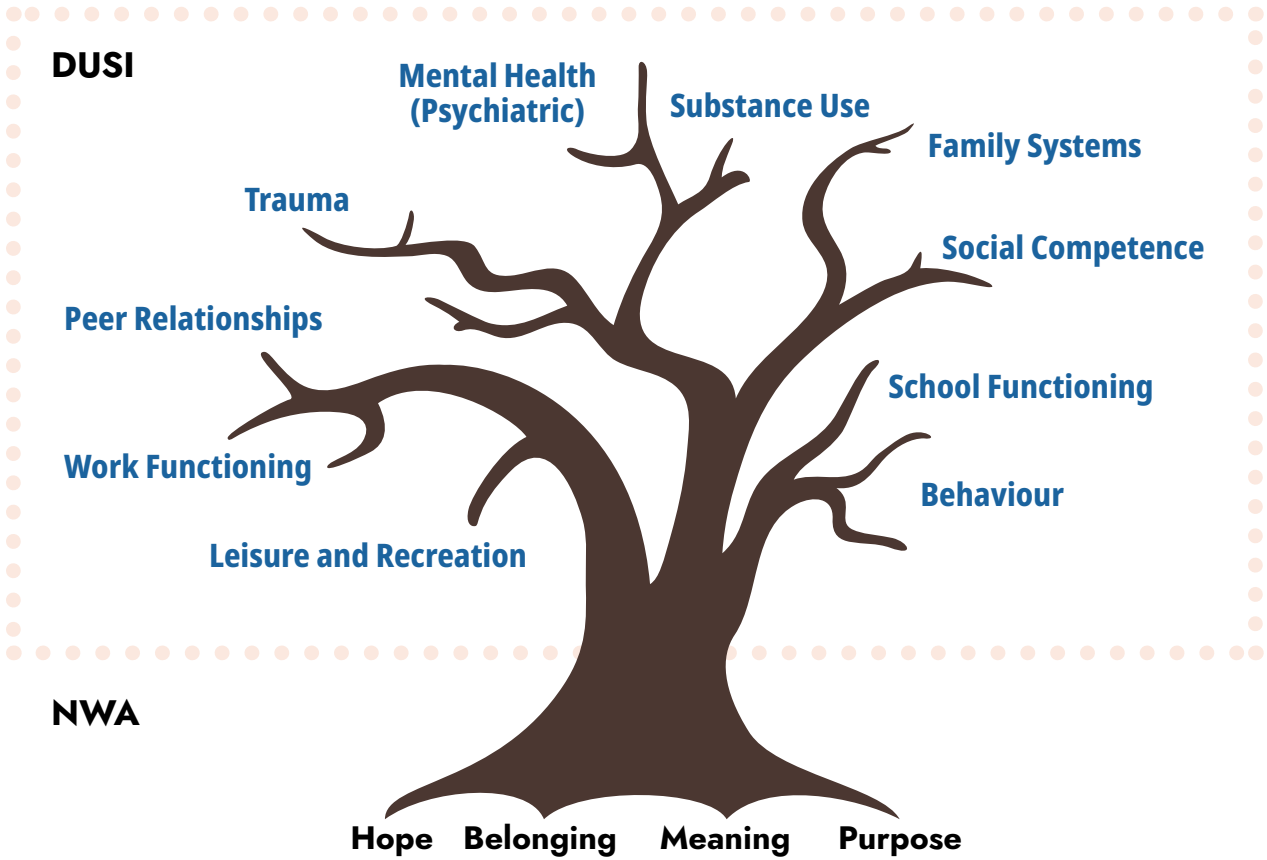 DUSI
Mental Health
(Psychiatric)
Substance Use
Family Systems
Trauma
Social Competence
Peer Relationships
School Functioning
Work Functioning
Behaviour
Leisure and Recreation
NWA
Hope Belonging Meaning Purpose